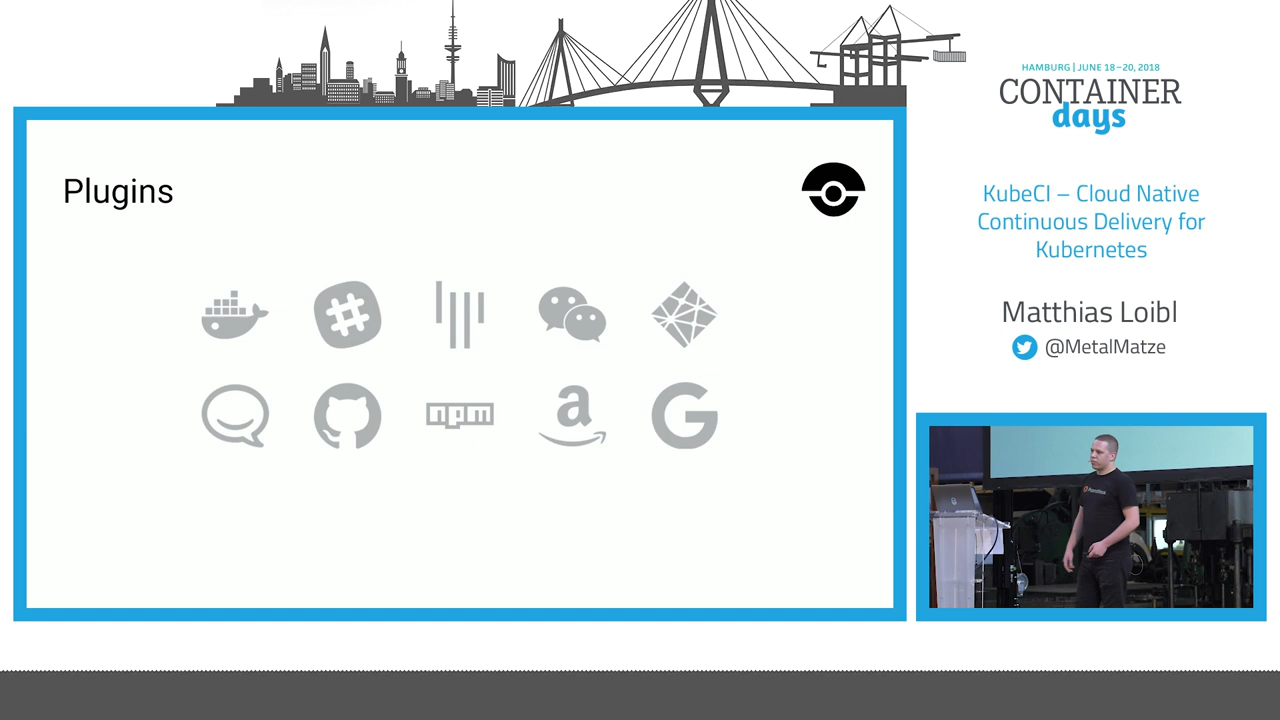 HAMBURG | JUNE 18–20, 2018
CONTAINER
days
Plugins
npm
a
G
KubeCI – Cloud Native
Continuous Delivery for
Kubernetes
Matthias Loibl
@MetalMatze